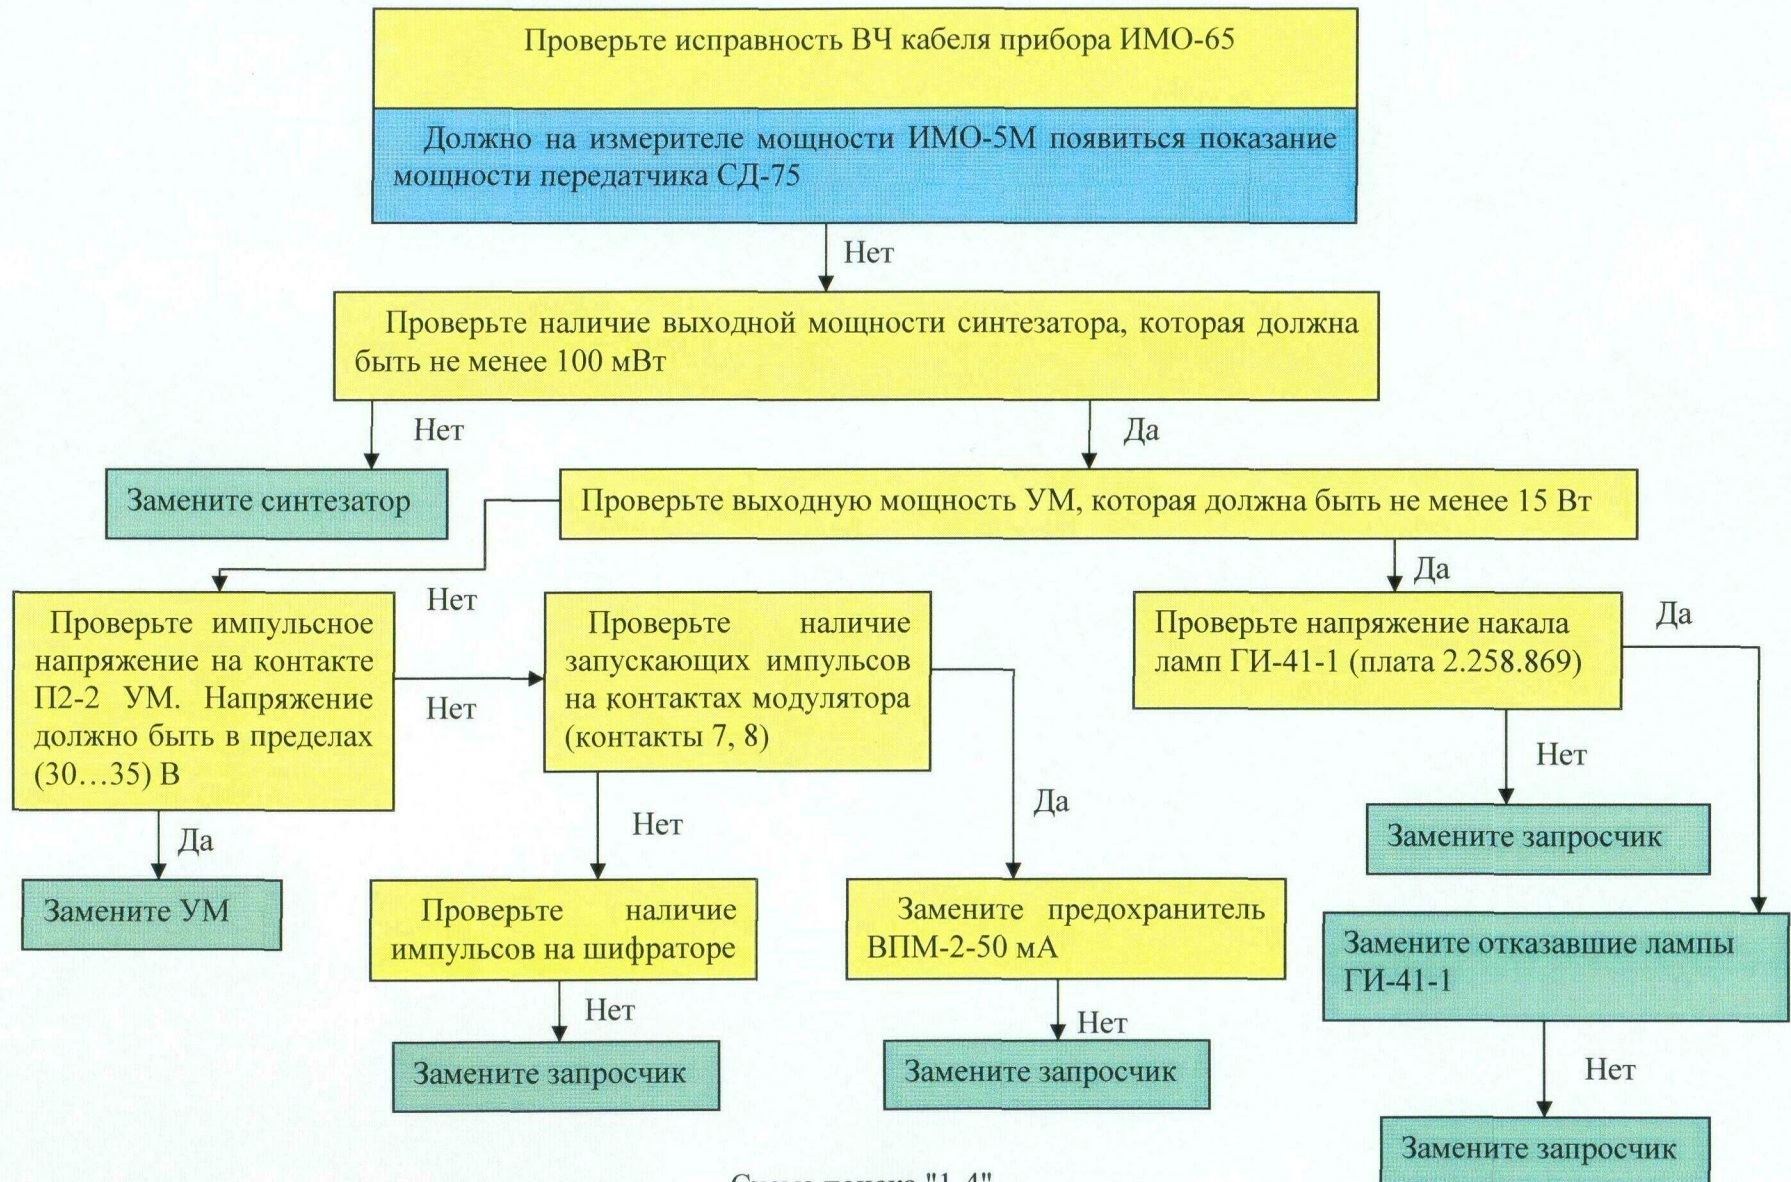 Проверьте исправность ВЧ кабеля прибора ИМО-65
Должно на измерителе мощности ИМО-5М появиться показание
мощности передатчика СД-75
Нет
Проверьте наличие выходной мощности синтезатора, которая должна
быть не менее 100 мВт
Нет
Да
Замените синтезатор
Проверьте выходную мощность УМ, которая должна быть не менее 15 Вт
Нет
Да
Проверьте импульсное
напряжение на контакте
П2-2 УМ. Напряжение
должно быть в пределах
(30…35) В
Нет
Проверьте наличие
запускающих импульсов
на контактах модулятора
(контакты 7, 8)
Проверьте напряжение накала
ламп ГИ-41-1 (плата 2.258.869)
Да
Нет
Да
Нет
Да
Замените запросчик
Замените УМ
Проверьте наличие
импульсов на шифраторе
Замените предохранитель
ВПМ-2-50 мА
Замените отказавшие лампы
ГИ-41-1
Нет
Нет
Нет
Замените запросчик
Замените запросчик
Замените запросчик
Схема поиска "1-4"